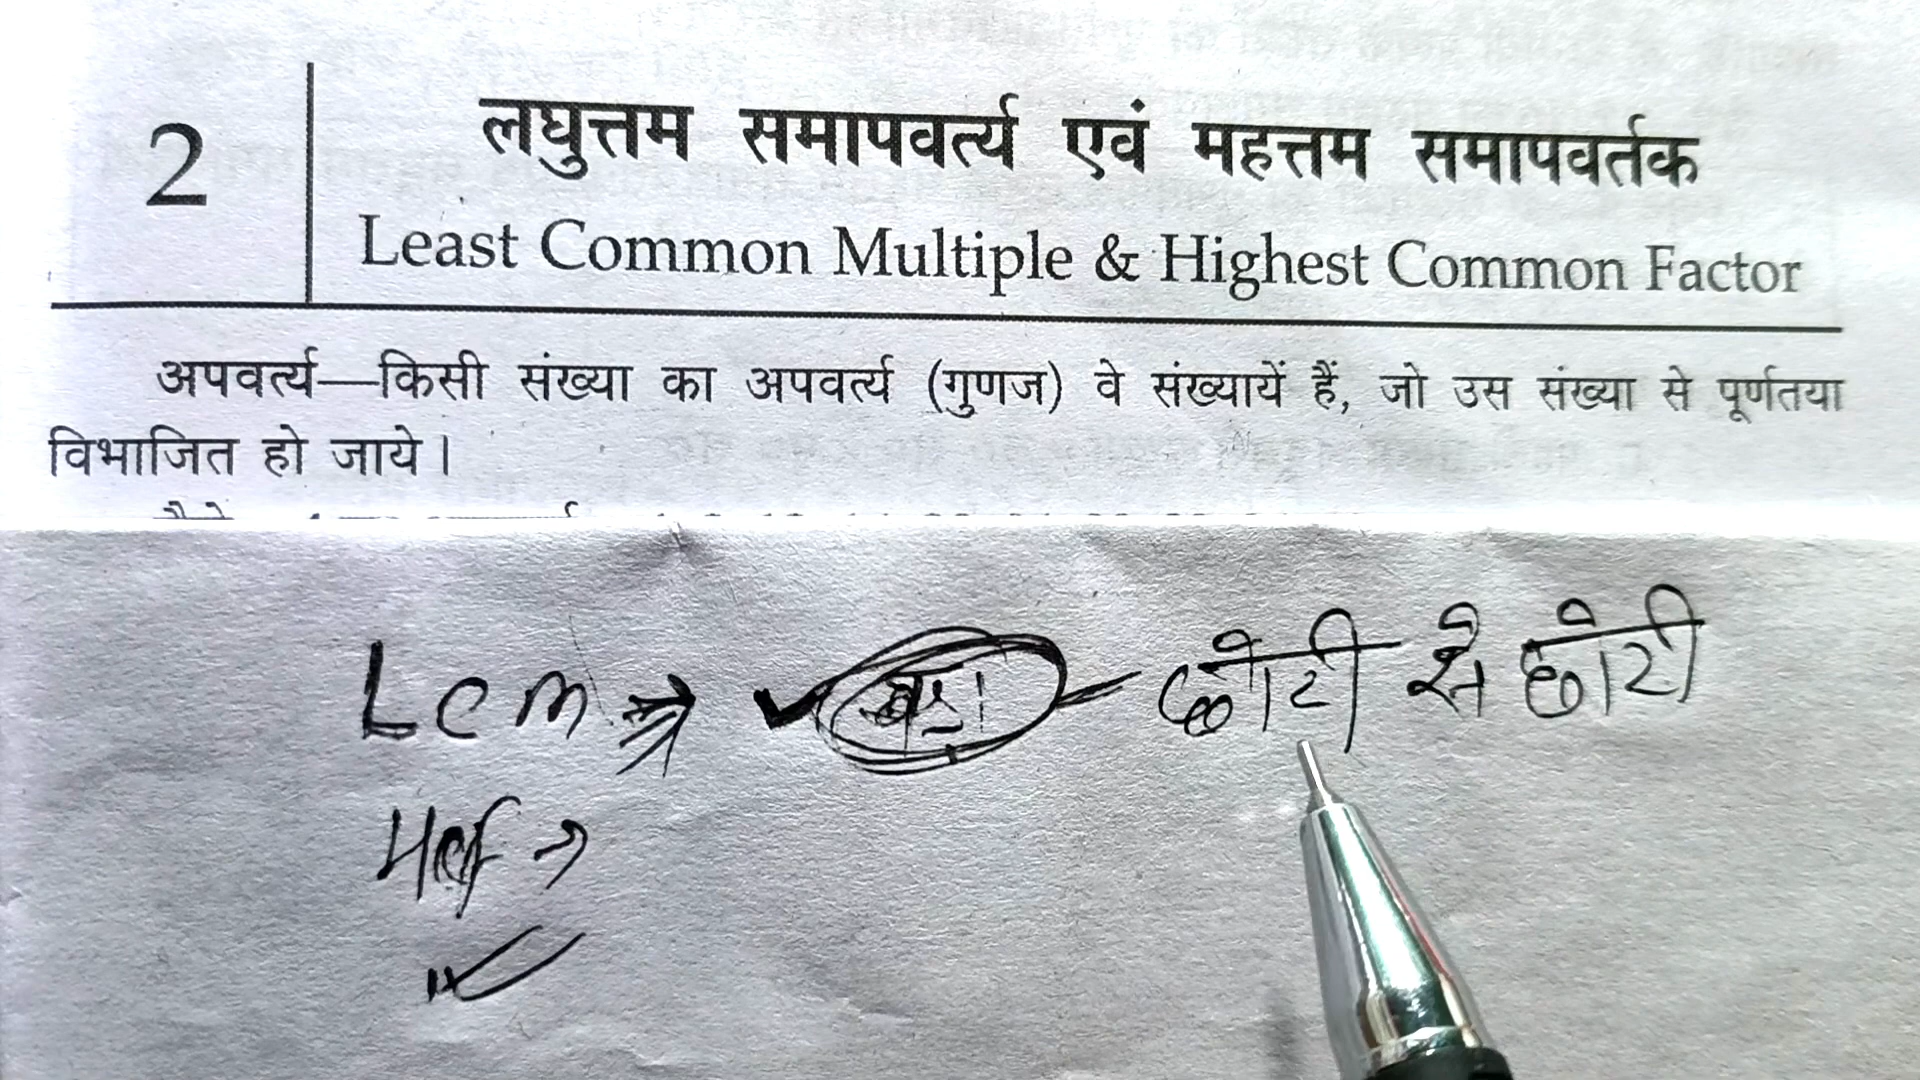 2
लघुत्तम समापवर्त्य एवं महत्तम समापवर्तक
Least Common Multiple & Highest Common Factor
अपवर्त्य—किसी संख्या का अपवर्त्य (गुणज) वे संख्यायें हैं, जो उस संख्या से पूर्णतया
विभाजित हो जाये।
Lcm → छोटी से छोटी
Hcf →